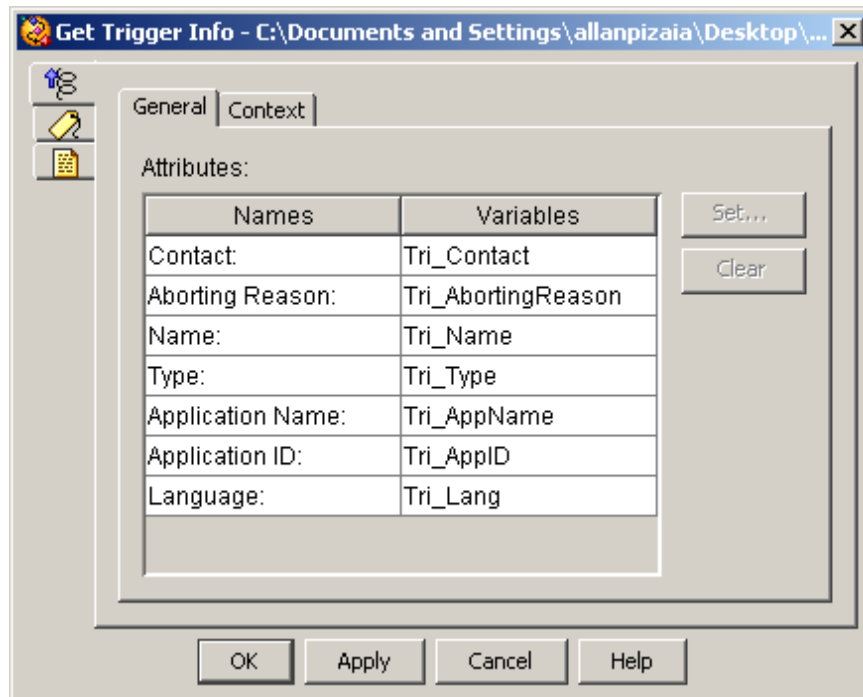 Get Trigger Info - C:\Documents and Settings\allanpizaia\Desktop\...
General Context
Attributes:
Names Variables
Contact: Tri_Contact
Aborting Reason: Tri_AbortingReason
Name: Tri_Name
Type: Tri_Type
Application Name: Tri_AppName
Application ID: Tri_AppID
Language: Tri_Lang
Set...
Clear
OK Apply Cancel Help